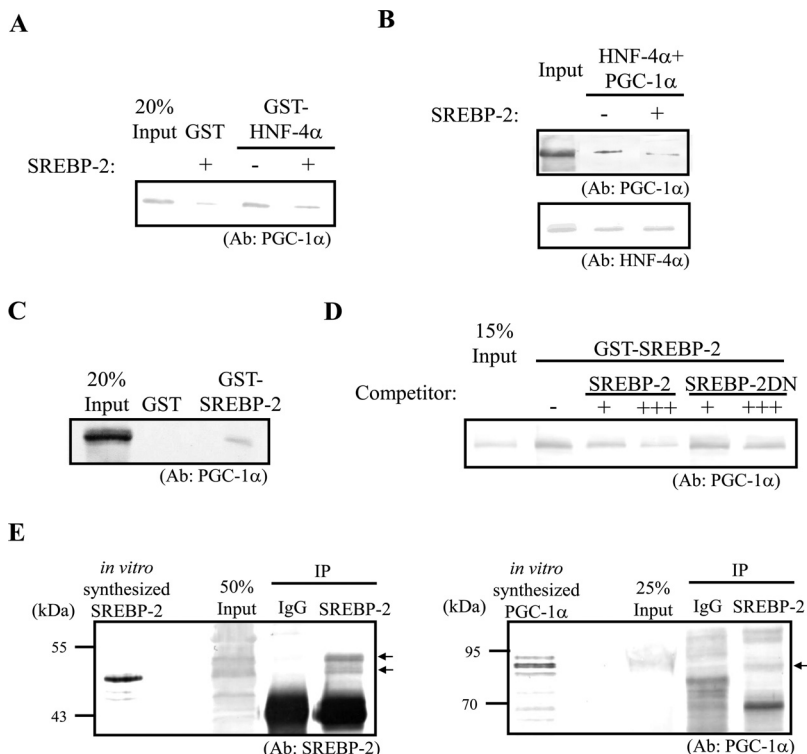 A
20% Input
GST
GST-HNF-4α
SREBP-2:
+ - +
(Ab: PGC-1α)
B
Input
HNF-4α+
PGC-1α
SREBP-2:
- +
(Ab: PGC-1α)
(Ab: HNF-4α)
C
20%
Input
GST
GST-
SREBP-2
(Ab: PGC-1α)
D
15%
Input
GST-SREBP-2
Competitor:
SREBP-2
SREBP-2DN
- + +++ + +++
(Ab: PGC-1α)
E
(kDa)
in vitro
synthesized
SREBP-2
50%
Input
IP
IgG SREBP-2
55
43
(Ab: SREBP-2)
(kDa)
in vitro
synthesized
PGC-1α
25%
Input
IP
IgG SREBP-2
95
70
(Ab: PGC-1α)